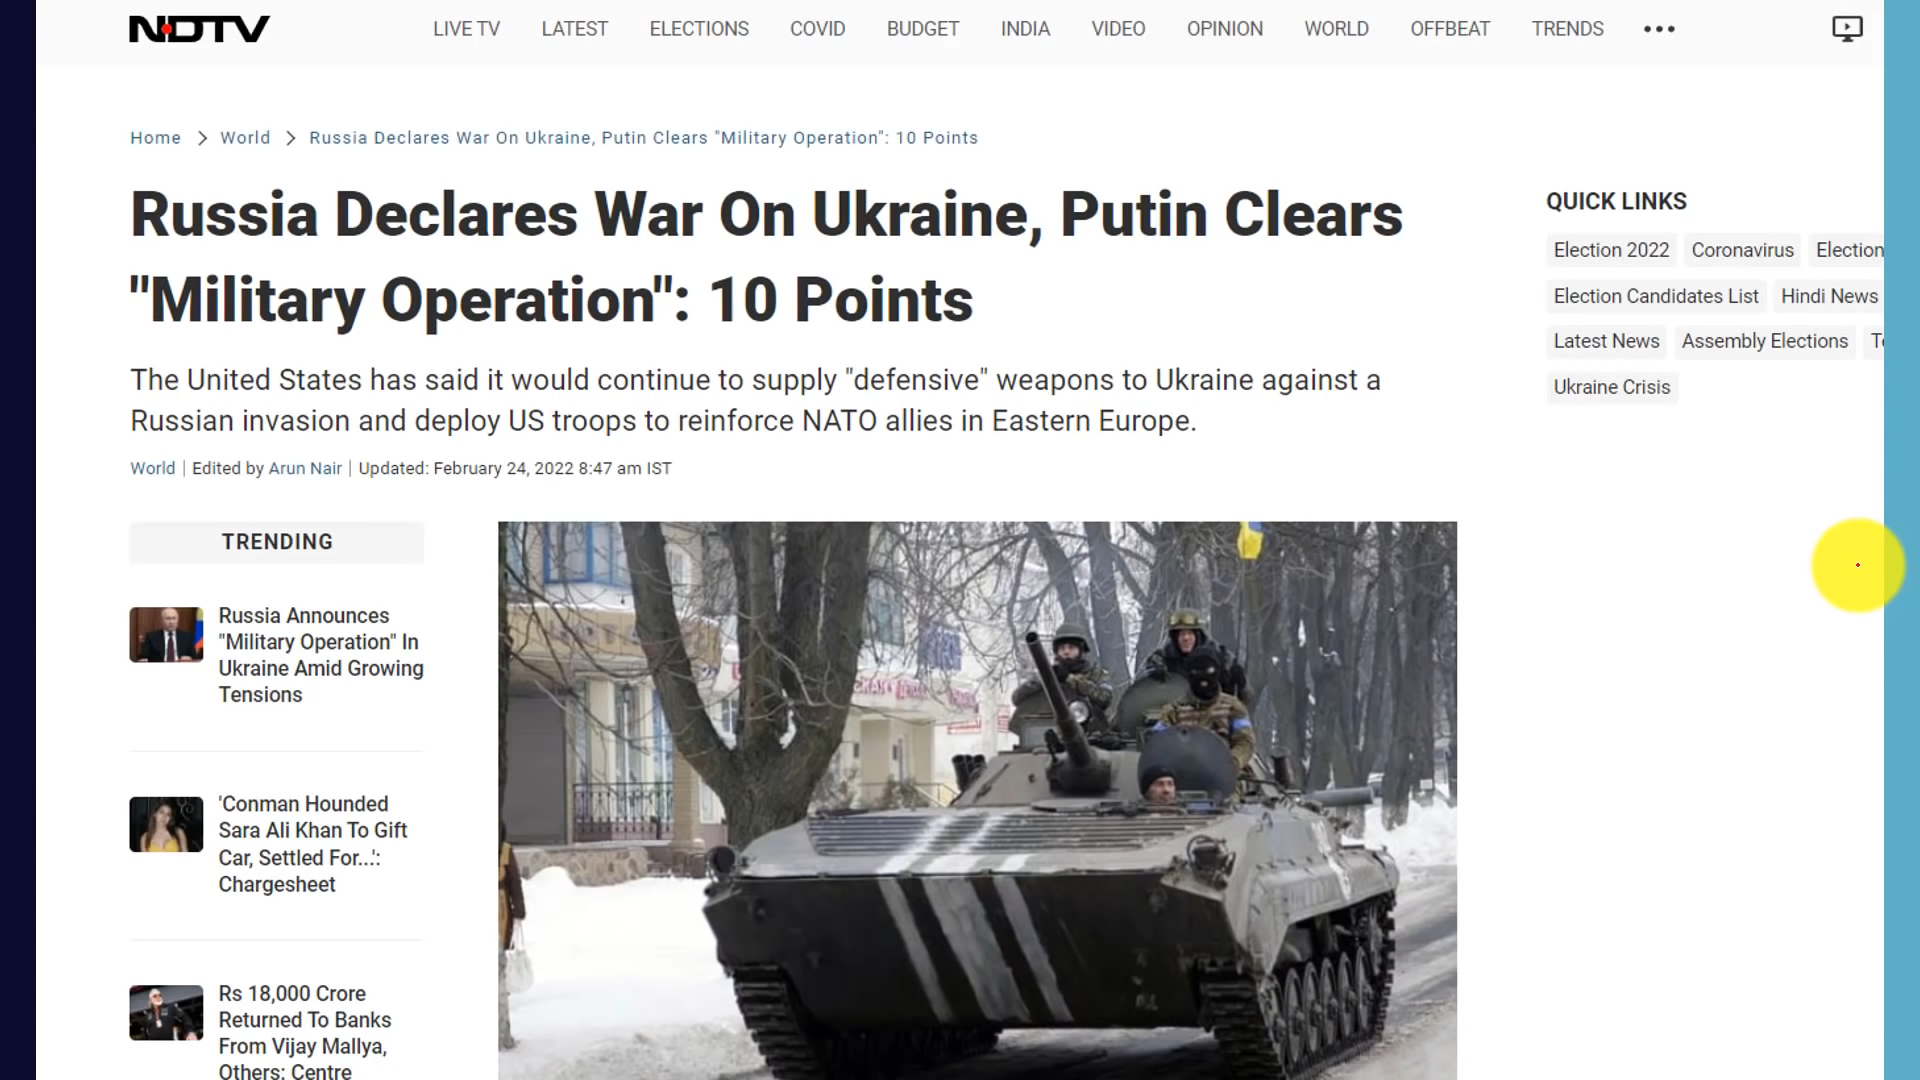 NDTV
LIVE TV LATEST ELECTIONS COVID BUDGET INDIA VIDEO OPINION WORLD OFFBEAT TRENDS
Home > World > Russia Declares War On Ukraine, Putin Clears "Military Operation": 10 Points
Russia Declares War On Ukraine, Putin Clears
"Military Operation": 10 Points
The United States has said it would continue to supply "defensive" weapons to Ukraine against a
Russian invasion and deploy US troops to reinforce NATO allies in Eastern Europe.
World | Edited by Arun Nair | Updated: February 24, 2022 8:47 am IST
QUICK LINKS
Election 2022 Coronavirus Election
Election Candidates List Hindi News
Latest News Assembly Elections
Ukraine Crisis
TRENDING
Russia Announces
"Military Operation" In
Ukraine Amid Growing
Tensions
'Conman Hounded
Sara Ali Khan To Gift
Car, Settled For...':
Chargesheet
Rs 18,000 Crore
Returned To Banks
From Vijay Mallya,
Others: Centre